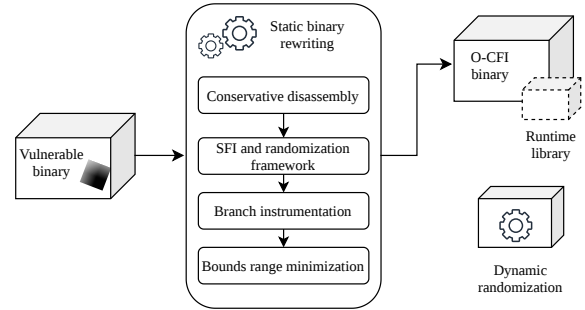 Static binary
rewriting
Conservative disassembly
SFI and randomization
framework
Branch instrumentation
Bounds range minimization
Vulnerable
binary
O-CFI
binary
Runtime
library
Dynamic
randomization